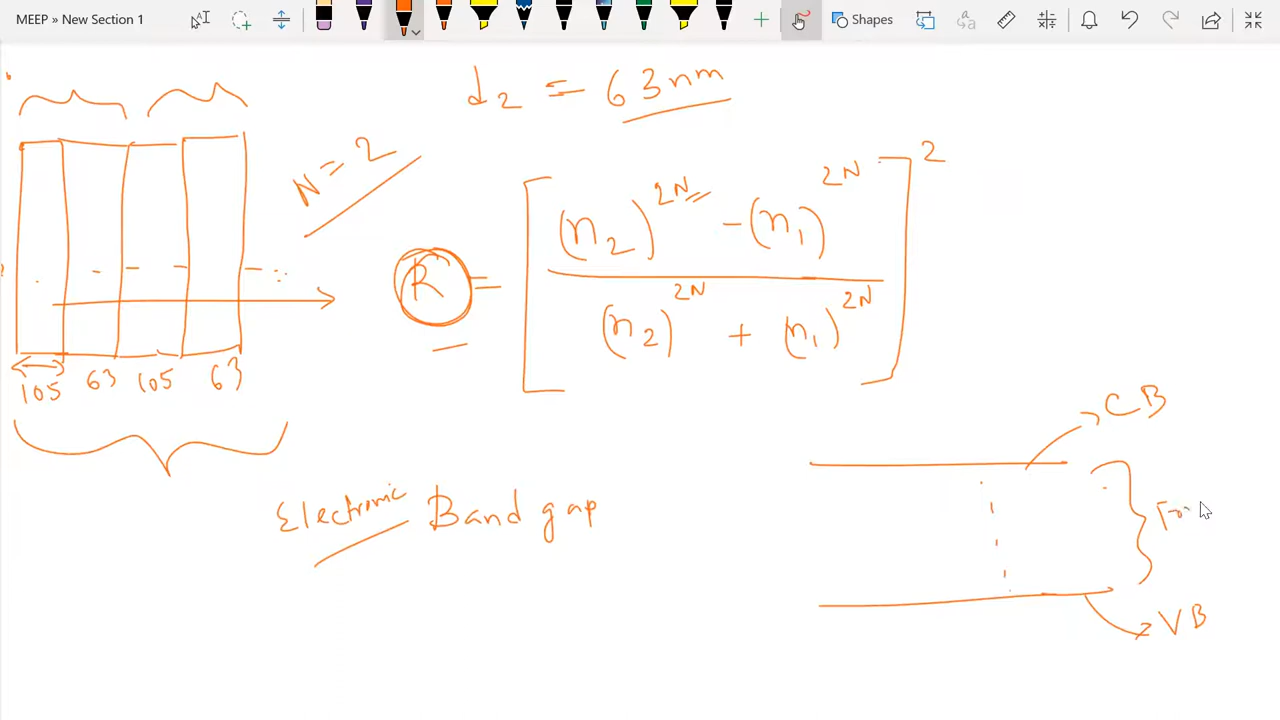 MEEP » New Section 1
Shapes
d2 = 63nm
N = 2
R = [ (n2)^2N - (n1)^2N / (n2)^2N + (n1)^2N ]^2
105 63 105 63
CB
Electronic Band gap
For
VB